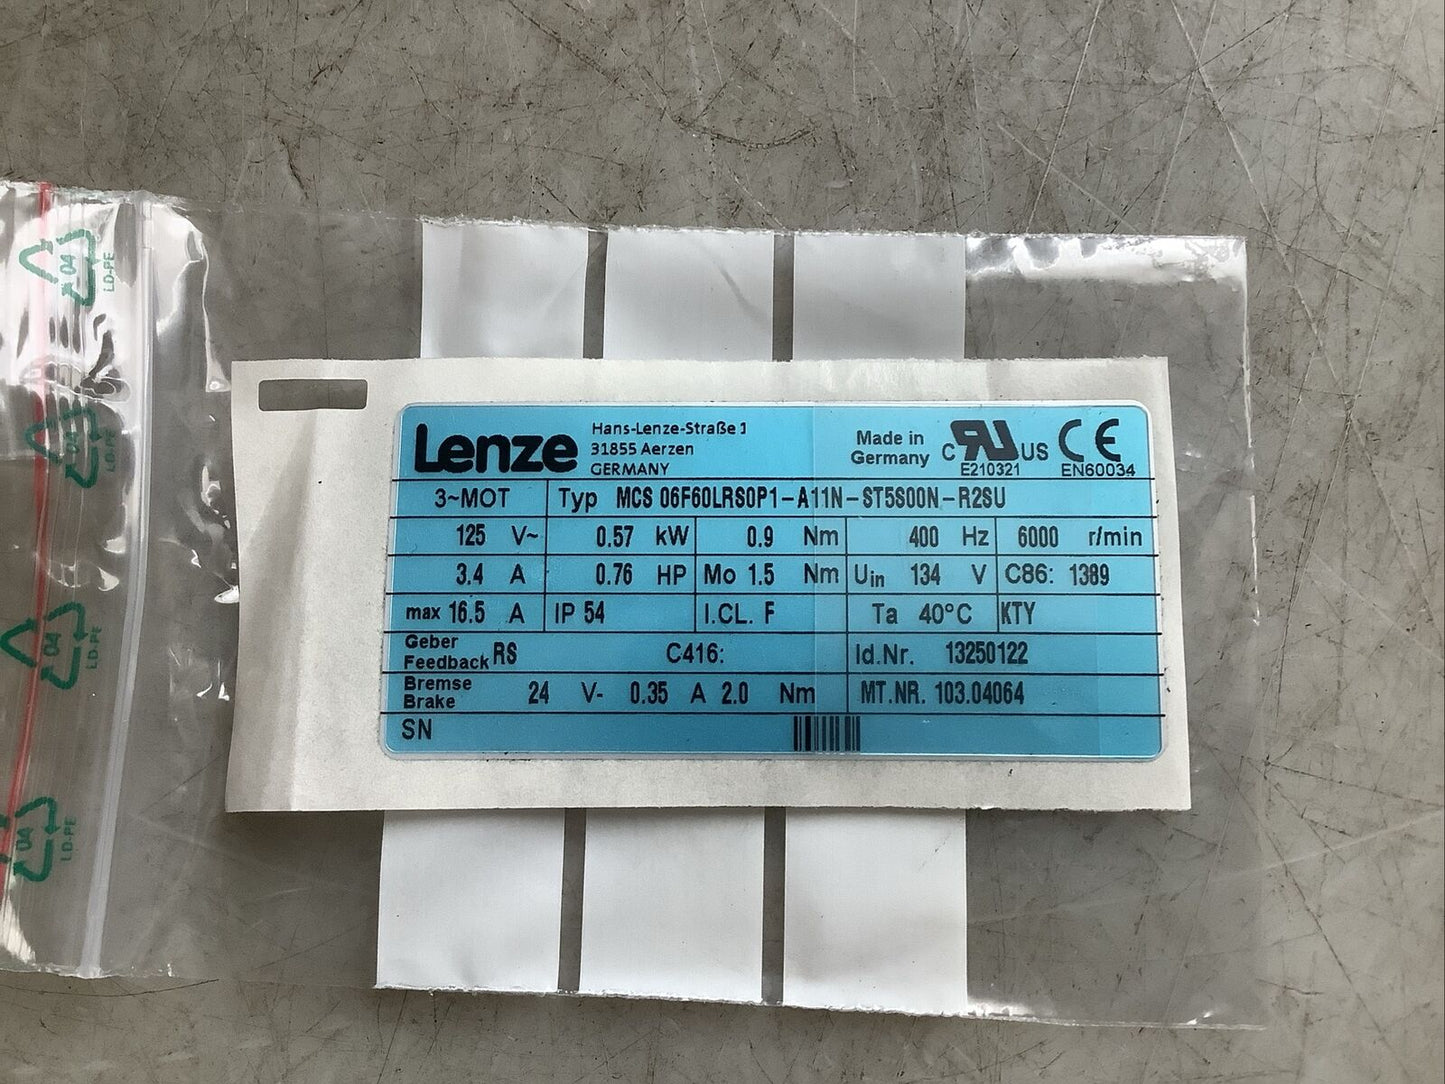 04
LD-PE
04
LD-PE
04
LD-PE
04
LD-PE
Lenze
Hans-Lenze-Straße 1
31855 Aerzen
GERMANY
Made in
Germany
C RU US
E210321
CE
EN60034
3~MOT Typ MCS 06F60LRS0P1-A11N-ST5S00N-R2SU
125 V~ 0.57 kW 0.9 Nm 400 Hz 6000 r/min
3.4 A 0.76 HP Mo 1.5 Nm Uin 134 V C86: 1389
max 16.5 A IP 54 I.CL. F Ta 40°C KTY
Geber
Feedback RS C416: Id.Nr. 13250122
Bremse
Brake 24 V- 0.35 A 2.0 Nm MT.NR. 103.04064
SN